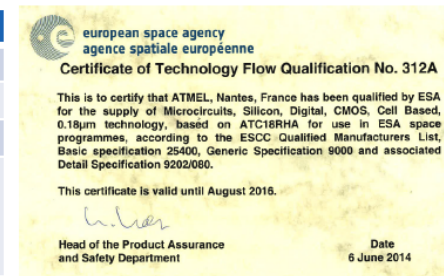 european space agency
agence spatiale européenne
Certificate of Technology Flow Qualification No. 312A
This is to certify that ATMEL, Nantes, France has been qualified by ESA
for the supply of Microcircuits, Silicon, Digital, CMOS, Cell Based,
0.18µm technology, based on ATC18RHA for use in ESA space
programmes, according to the ESCC Qualified Manufacturers List,
Basic specification 25400, Generic Specification 9000 and associated
Detail Specification 9202/080.
This certificate is valid until August 2016.
Head of the Product Assurance
and Safety Department
Date
6 June 2014